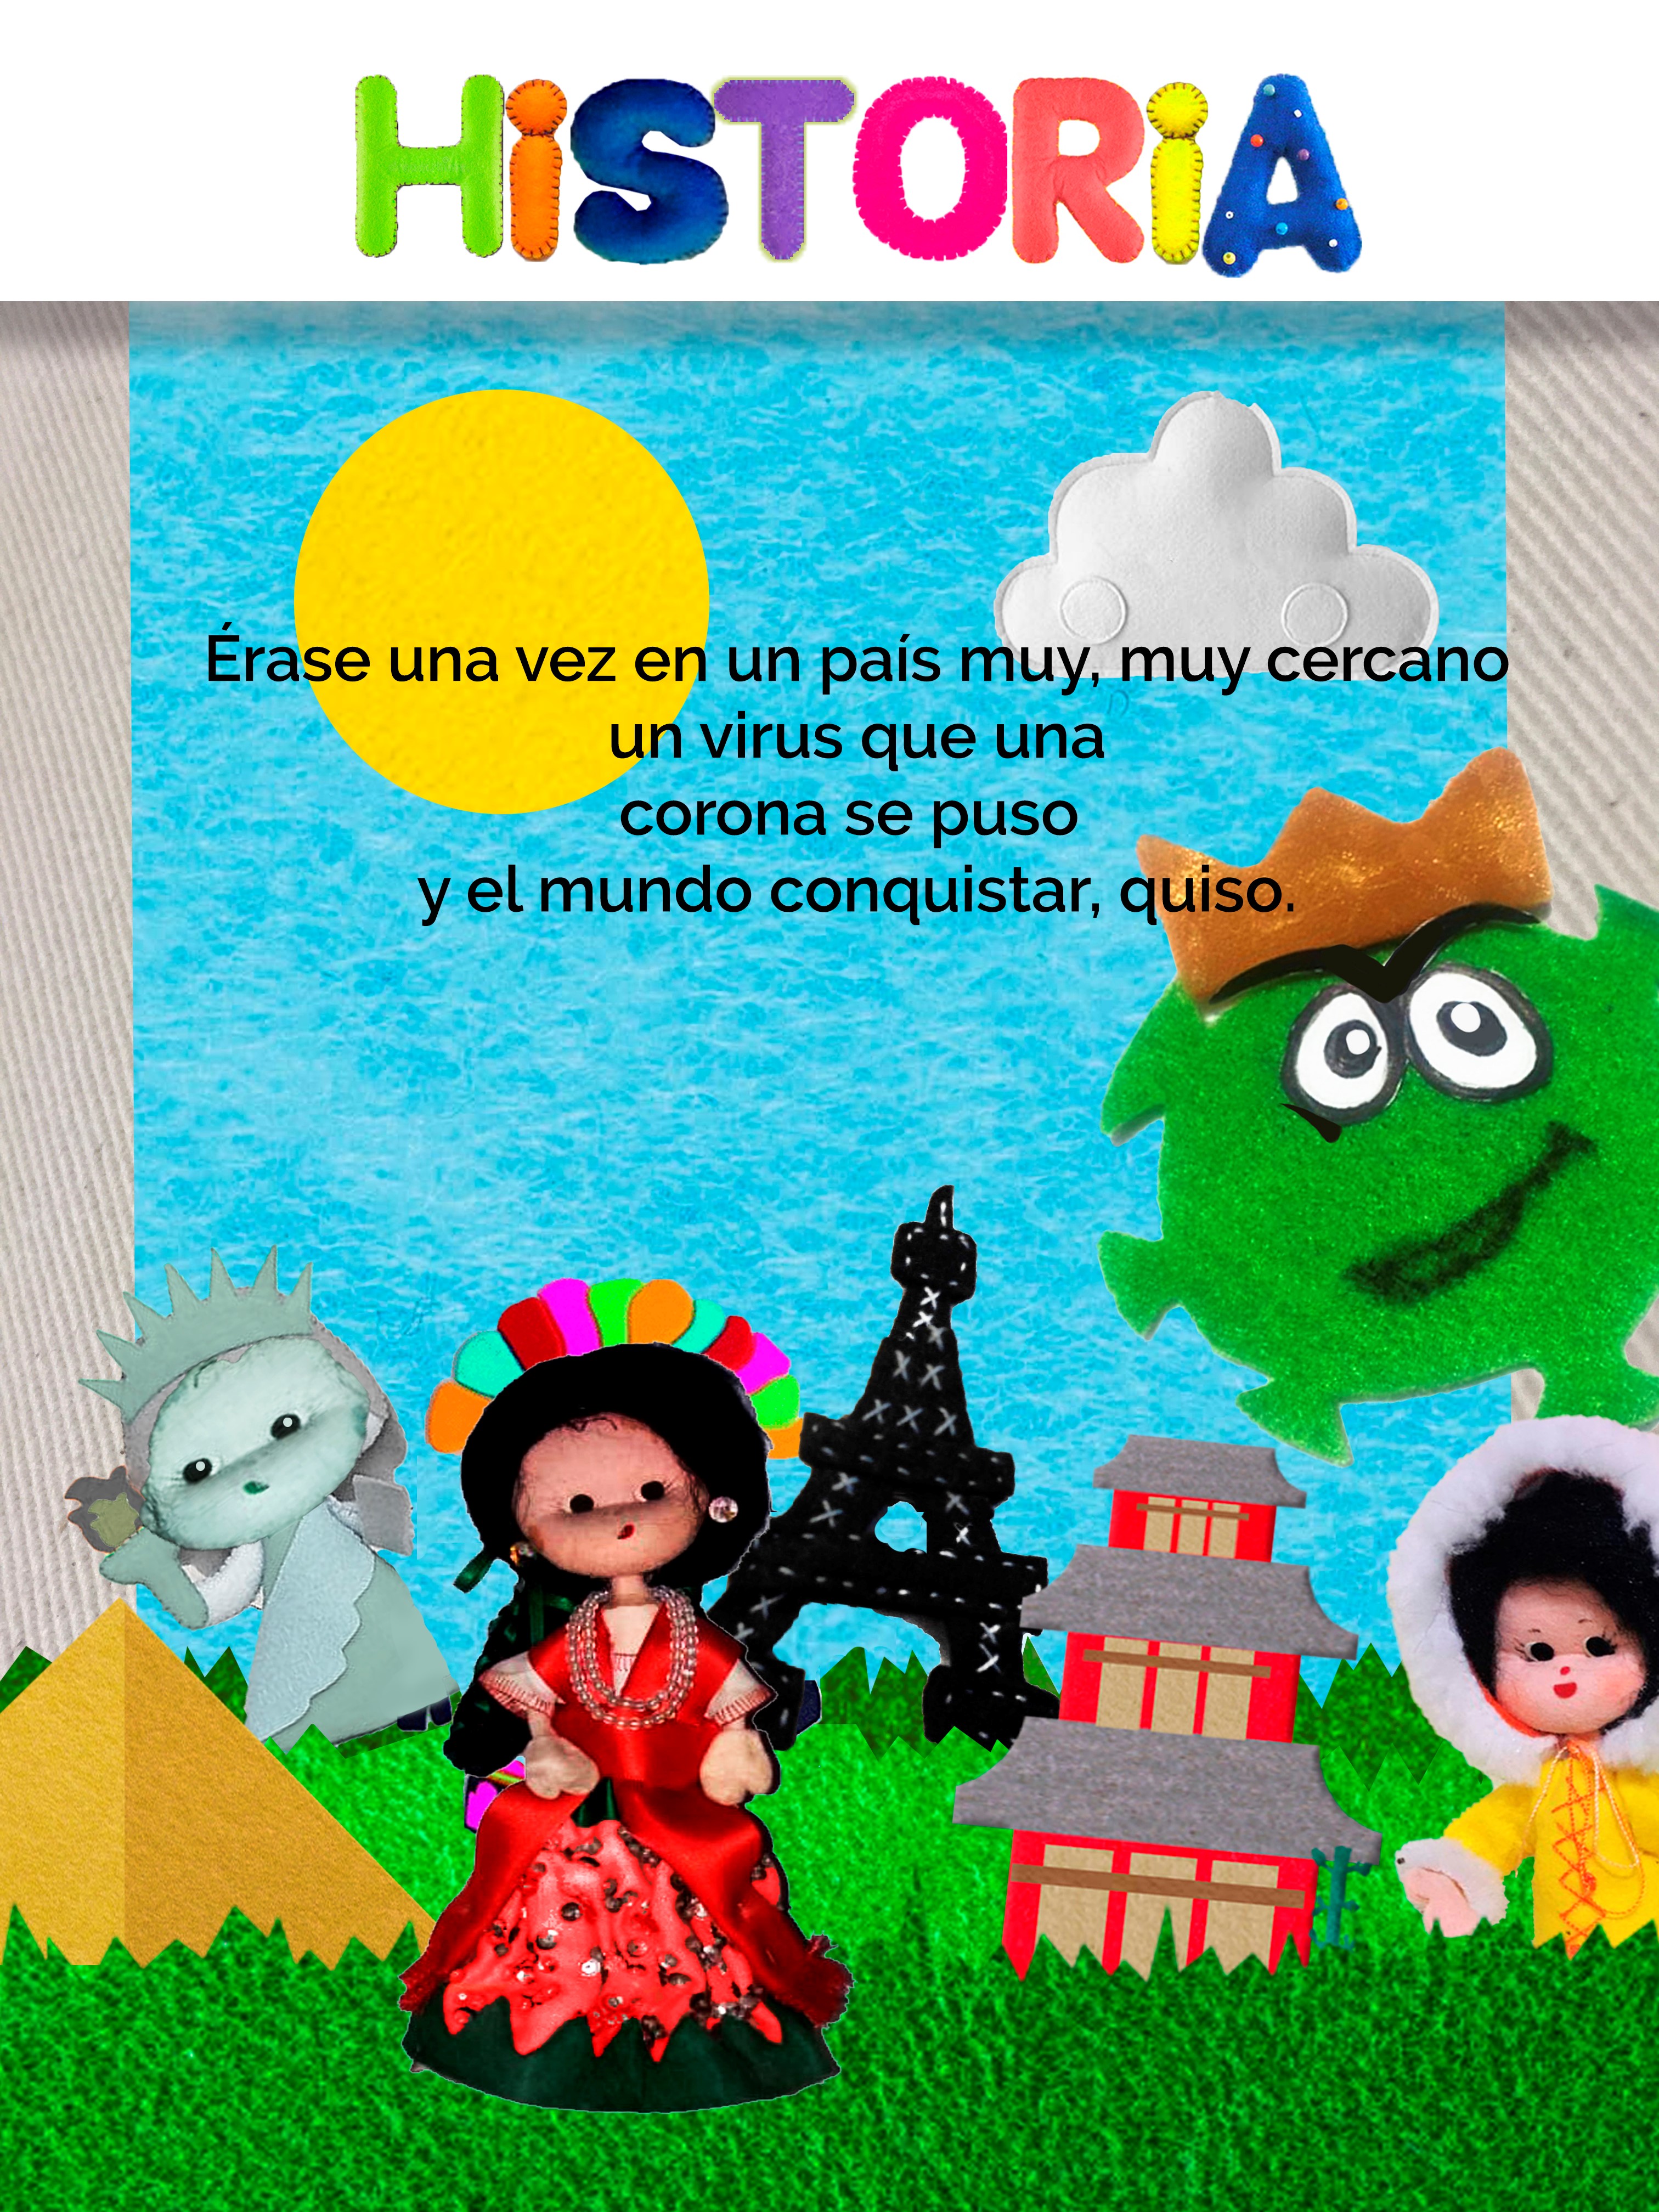 HiSTORiA
Érase una vez en un país muy, muy cercano
un virus que una
corona se puso
y el mundo conquistar, quiso.